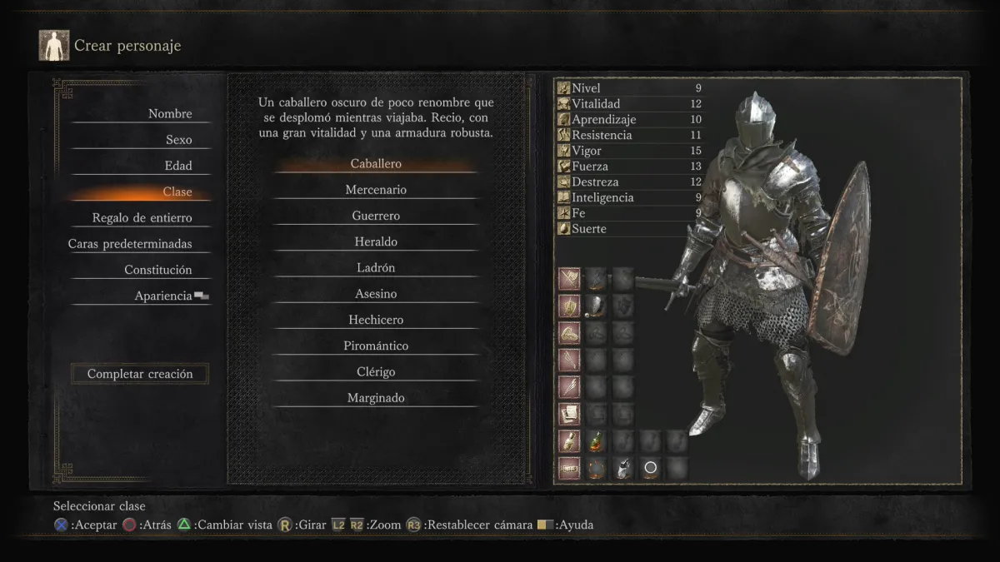 Crear personaje
Nombre
Sexo
Edad
Clase
Regalo de entierro
Caras predeterminadas
Constitución
Apariencia
Completar creación
Un caballero oscuro de poco renombre que
se desplomó mientras viajaba. Recio, con
una gran vitalidad y una armadura robusta.
Caballero
Mercenario
Guerrero
Heraldo
Ladrón
Asesino
Hechicero
Piromántico
Clérigo
Marginado
Nivel 9
Vitalidad 12
Aprendizaje 10
Resistencia 11
Vigor 15
Fuerza 13
Destreza 12
Inteligencia 9
Fe 9
Suerte
Seleccionar clase
:Aceptar :Atrás :Cambiar vista R :Girar L2 R2 :Zoom R3 :Restablecer cámara :Ayuda